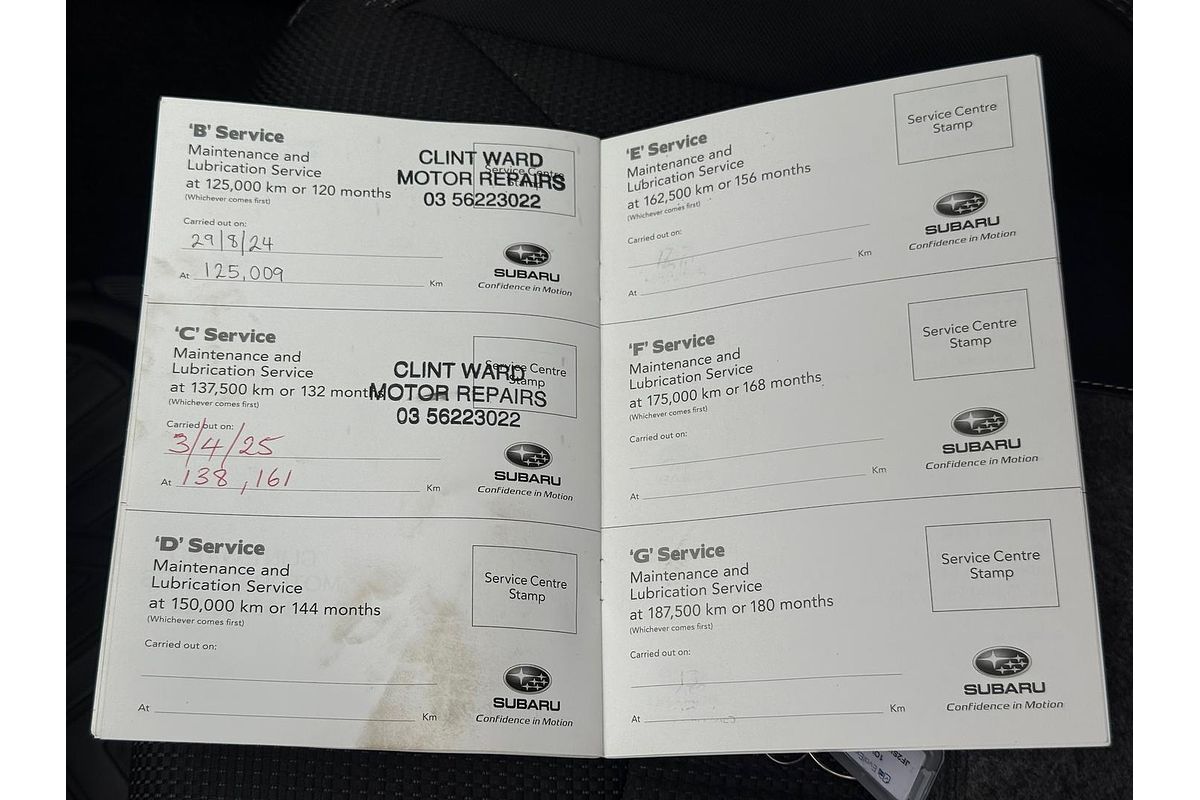 'B' Service
Maintenance and
Lubrication Service
at 125,000 km or 120 months
(Whichever comes first)
Service Centre
Stamp
CLINT WARD
MOTOR REPAIRS
03 56223022
Carried out on:
29/8/24
At 125,009 Km
SUBARU
Confidence in Motion
'C' Service
Maintenance and
Lubrication Service
at 137,500 km or 132 months
(Whichever comes first)
Service Centre
Stamp
CLINT WARD
MOTOR REPAIRS
03 56223022
Carried out on:
3/4/25
At 138,161 Km
SUBARU
Confidence in Motion
'D' Service
Maintenance and
Lubrication Service
at 150,000 km or 144 months
(Whichever comes first)
Service Centre
Stamp
Carried out on:
At Km
SUBARU
Confidence in Motion
'E' Service
Maintenance and
Lubrication Service
at 162,500 km or 156 months
(Whichever comes first)
Service Centre
Stamp
Carried out on:
At Km
SUBARU
Confidence in Motion
'F' Service
Maintenance and
Lubrication Service
at 175,000 km or 168 months
(Whichever comes first)
Service Centre
Stamp
Carried out on:
At Km
SUBARU
Confidence in Motion
'G' Service
Maintenance and
Lubrication Service
at 187,500 km or 180 months
(Whichever comes first)
Service Centre
Stamp
Carried out on:
At Km
SUBARU
Confidence in Motion